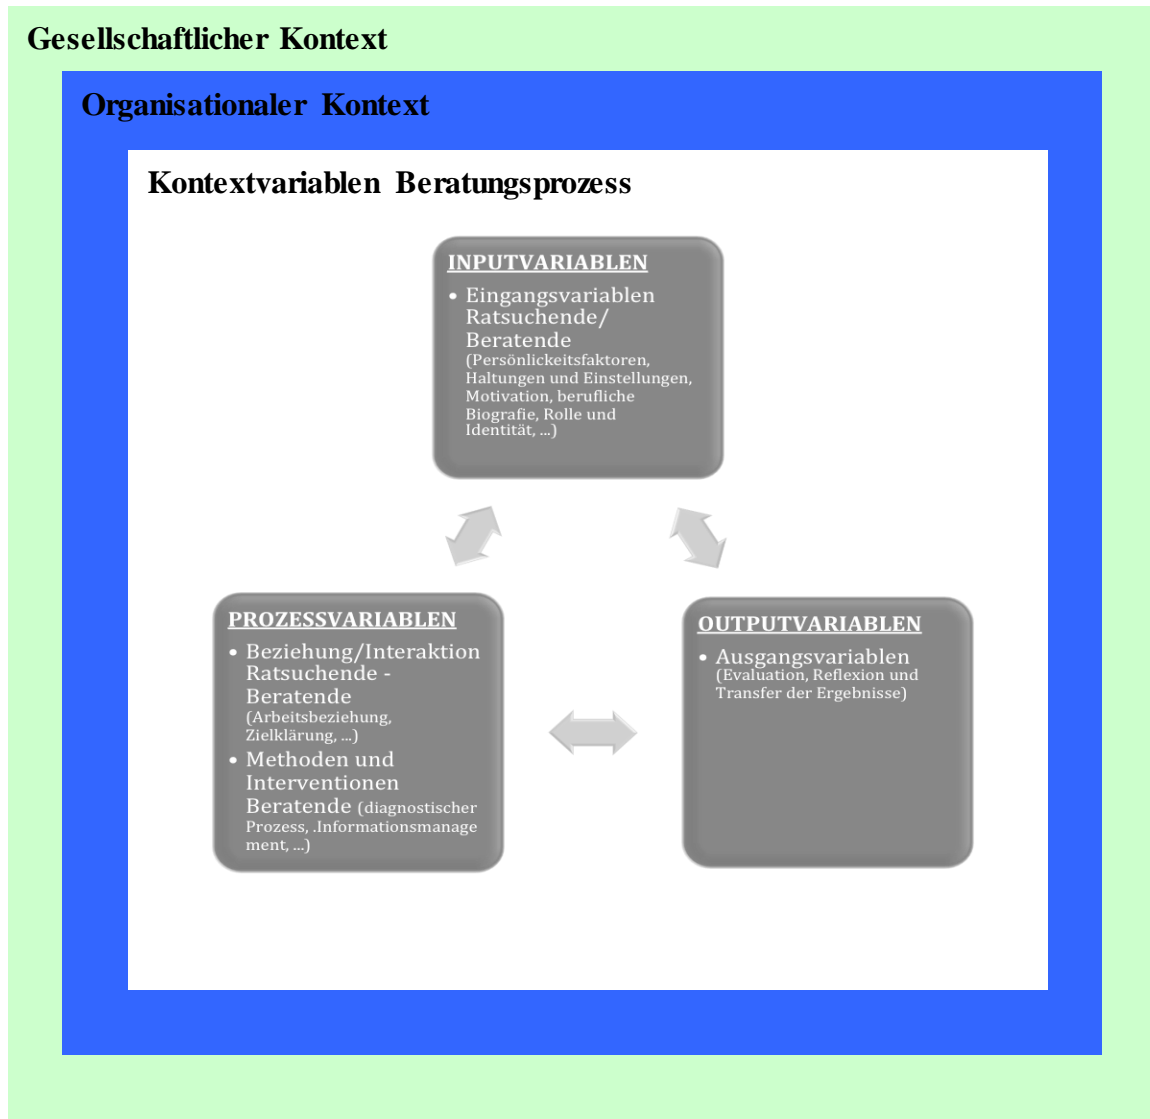 Gesellschaftlicher Kontext
Organisationaler Kontext
Kontextvariablen Beratungsprozess
INPUTVARIABLEN
• Eingangsvariablen
Ratsuchende/
Beratende
(Persönlickeitsfaktoren,
Haltungen und Einstellungen,
Motivation, berufliche
Biografie, Rolle und
Identität, ...)
PROZESSVARIABLEN
• Beziehung/Interaktion
Ratsuchende -
Beratende
(Arbeitsbeziehung,
Zielklärung, ...)
• Methoden und
Interventionen
Beratende (diagnostischer
Prozess, .Informationsmanage
ment, ...)
OUTPUTVARIABLEN
• Ausgangsvariablen
(Evaluation, Reflexion und
Transfer der Ergebnisse)